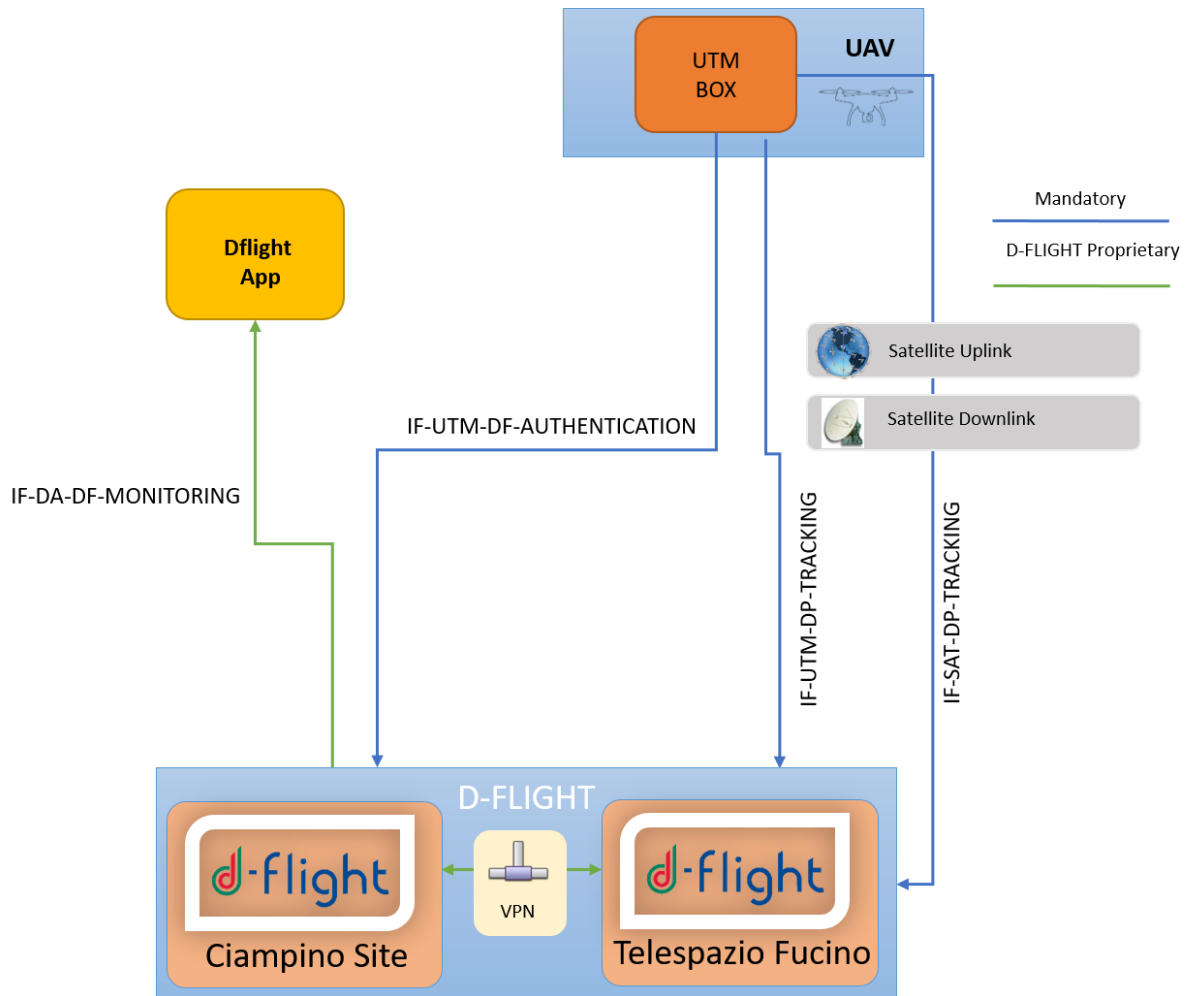 UTM
BOX
UAV
Mandatory
D-FLIGHT Proprietary
Dflight
App
Satellite Uplink
Satellite Downlink
IF-UTM-DF-AUTHENTICATION
IF-DA-DF-MONITORING
IF-UTM-DP-TRACKING
IF-SAT-DP-TRACKING
D-FLIGHT
d-flight
Ciampino Site
VPN
d-flight
Telespazio Fucino